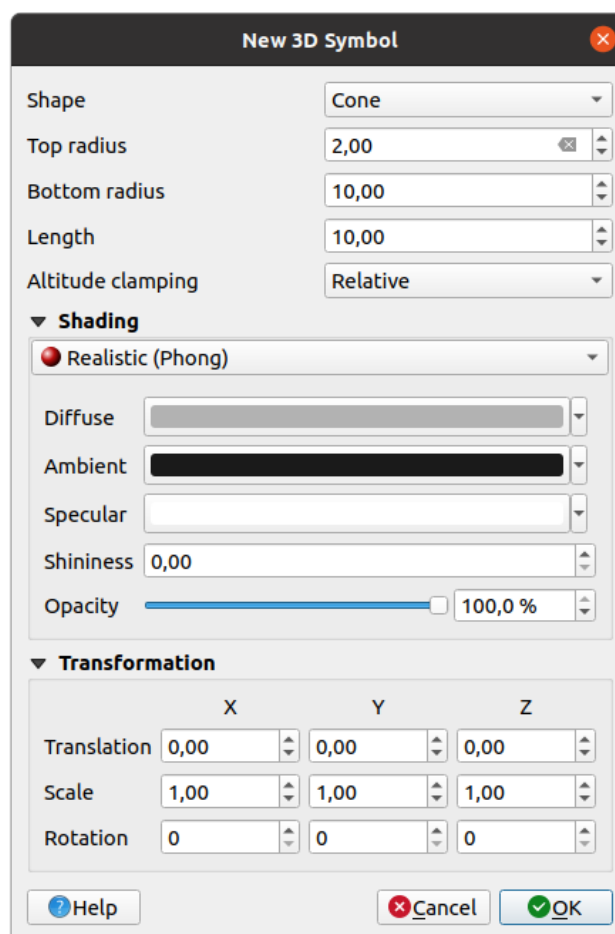 New 3D Symbol
Shape Cone
Top radius 2,00
Bottom radius 10,00
Length 10,00
Altitude clamping Relative
Shading
Realistic (Phong)
Diffuse
Ambient
Specular
Shininess 0,00
Opacity 100,0 %
Transformation
X Y Z
Translation 0,00 0,00 0,00
Scale 1,00 1,00 1,00
Rotation 0 0 0
Help Cancel OK